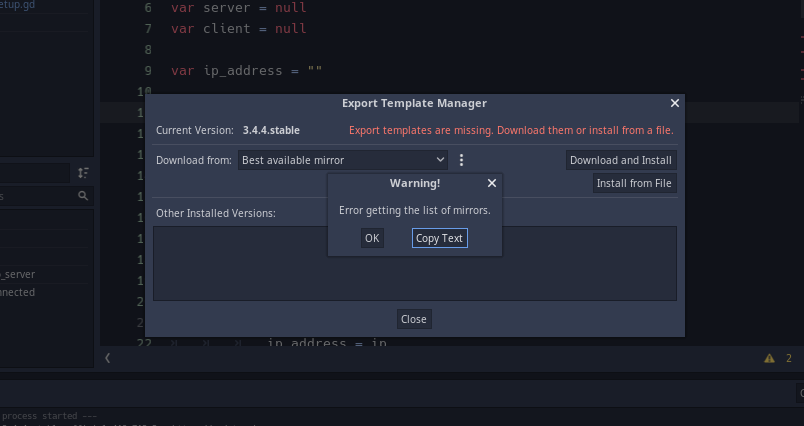 etup.gd
6 var server = null
7 var client = null
8
9 var ip_address = ""
Export Template Manager
Current Version: 3.4.4.stable Export templates are missing. Download them or install from a file.
Download from: Best available mirror Download and Install
Install from File
Warning!
Error getting the list of mirrors.
OK Copy Text
Other Installed Versions:
_server
nnected
Close
22 ip_address = ip
2
process started ---